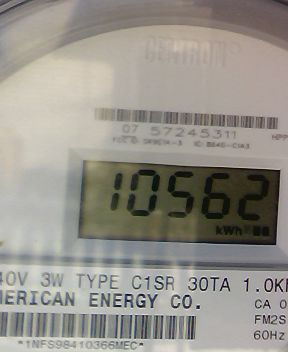 CENTRON®
07 57245311
10562
kWh
40V 3W TYPE C1SR 30TA 1.0K
MERICAN ENERGY CO.
CA 0
FM2S
60Hz
*1NFS98410366MEC*